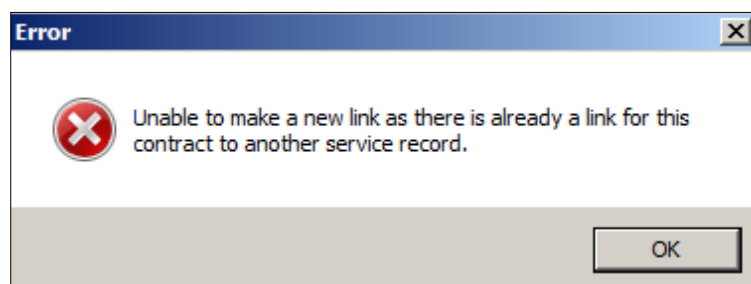 Error
Unable to make a new link as there is already a link for this
contract to another service record.
OK